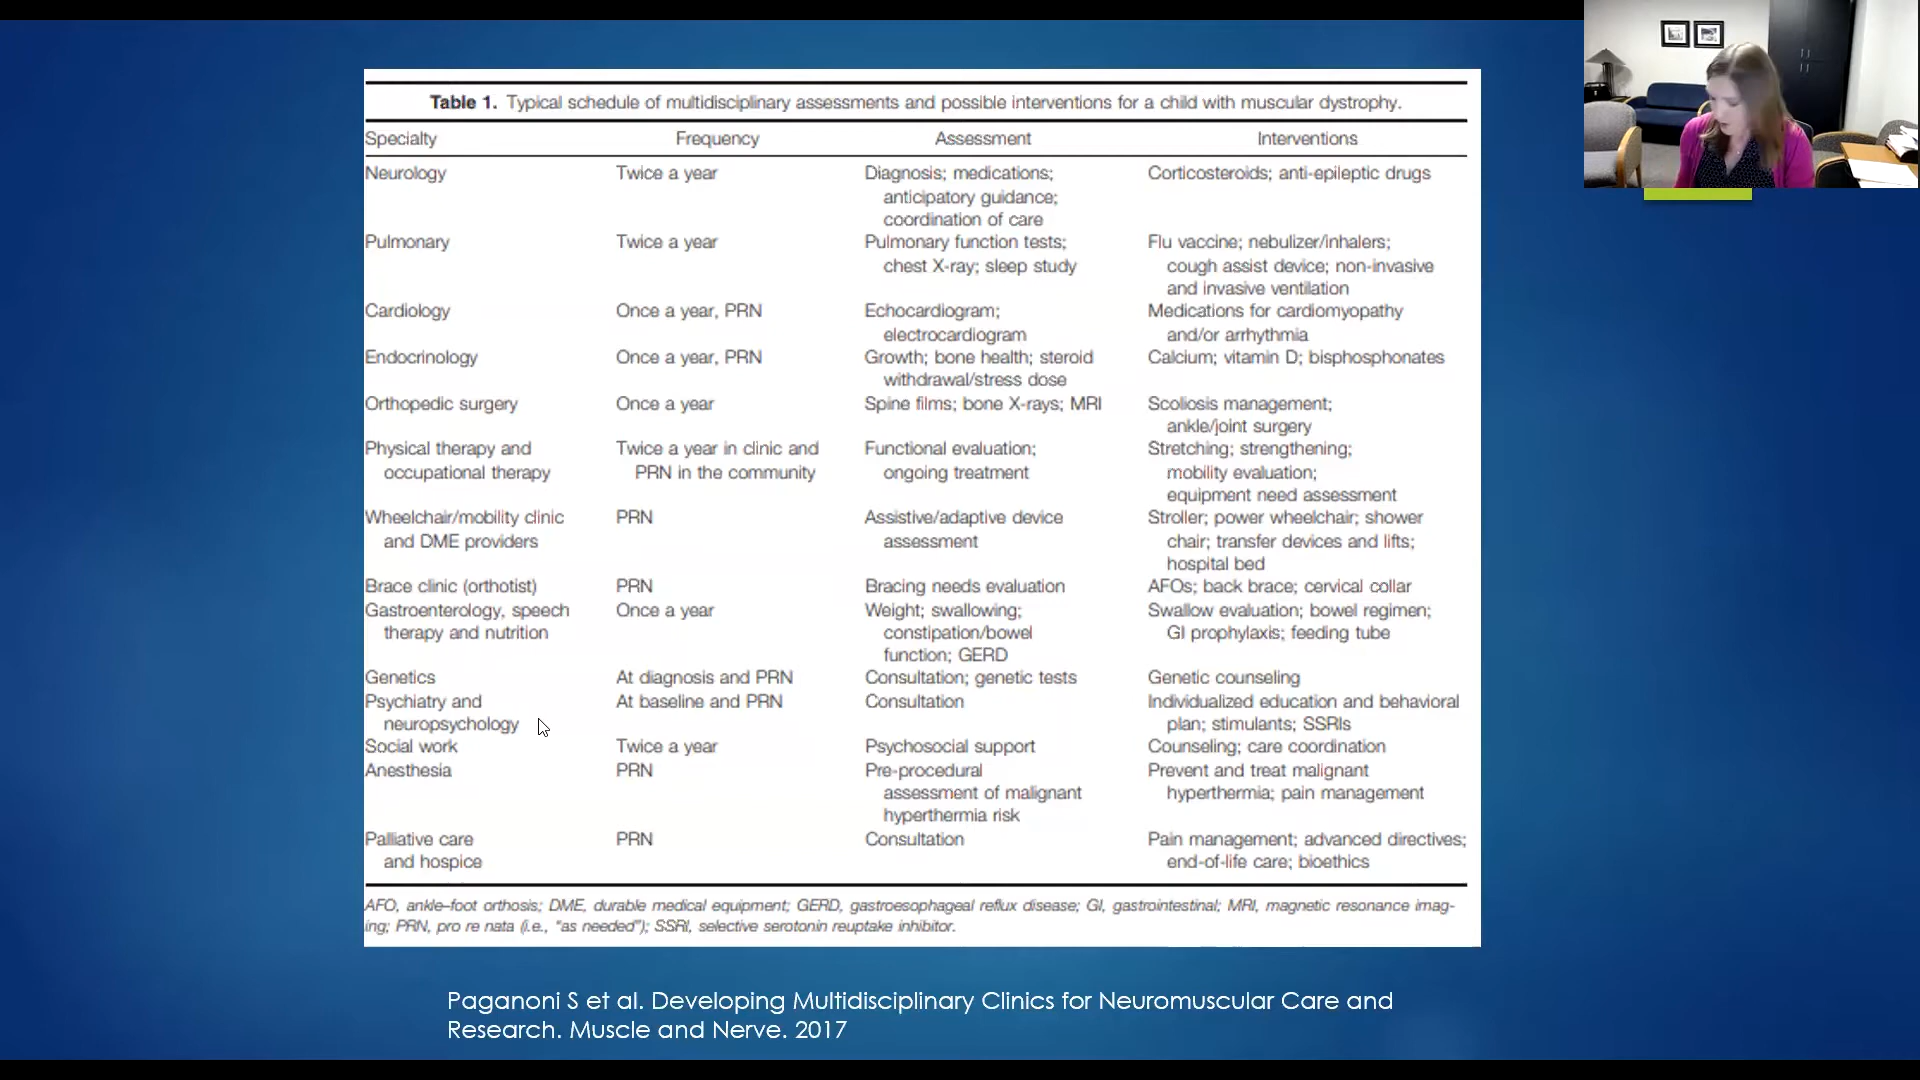 Table 1. Typical schedule of multidisciplinary assessments and possible interventions for a child with muscular dystrophy.
Specialty Frequency Assessment Interventions
Neurology Twice a year Diagnosis; medications; Corticosteroids; anti-epileptic drugs
anticipatory guidance;
coordination of care
Pulmonary Twice a year Pulmonary function tests; Flu vaccine; nebulizer/inhalers;
chest X-ray; sleep study cough assist device; non-invasive
and invasive ventilation
Cardiology Once a year, PRN Echocardiogram; Medications for cardiomyopathy
electrocardiogram and/or arrhythmia
Endocrinology Once a year, PRN Growth; bone health; steroid Calcium; vitamin D; bisphosphonates
withdrawal/stress dose
Orthopedic surgery Once a year Spine films; bone X-rays; MRI Scoliosis management;
ankle/joint surgery
Physical therapy and Twice a year in clinic and Functional evaluation; Stretching; strengthening;
occupational therapy PRN in the community ongoing treatment mobility evaluation;
equipment need assessment
Wheelchair/mobility clinic PRN Assistive/adaptive device Stroller; power wheelchair; shower
and DME providers assessment chair; transfer devices and lifts;
hospital bed
Brace clinic (orthotist) PRN Bracing needs evaluation AFOs; back brace; cervical collar
Gastroenterology, speech Once a year Weight; swallowing; Swallow evaluation; bowel regimen;
therapy and nutrition constipation/bowel GI prophylaxis; feeding tube
function; GERD
Genetics At diagnosis and PRN Consultation; genetic tests Genetic counseling
Psychiatry and At baseline and PRN Consultation Individualized education and behavioral
neuropsychology plan; stimulants; SSRIs
Social work Twice a year Psychosocial support Counseling; care coordination
Anesthesia PRN Pre-procedural Prevent and treat malignant
assessment of malignant hyperthermia; pain management
hyperthermia risk
Palliative care PRN Consultation Pain management; advanced directives;
and hospice end-of-life care; bioethics
AFO, ankle–foot orthosis; DME, durable medical equipment; GERD, gastroesophageal reflux disease; GI, gastrointestinal; MRI, magnetic resonance imag-
ing; PRN, pro re nata (i.e., "as needed"); SSRI, selective serotonin reuptake inhibitor.
Paganoni S et al. Developing Multidisciplinary Clinics for Neuromuscular Care and
Research. Muscle and Nerve. 2017